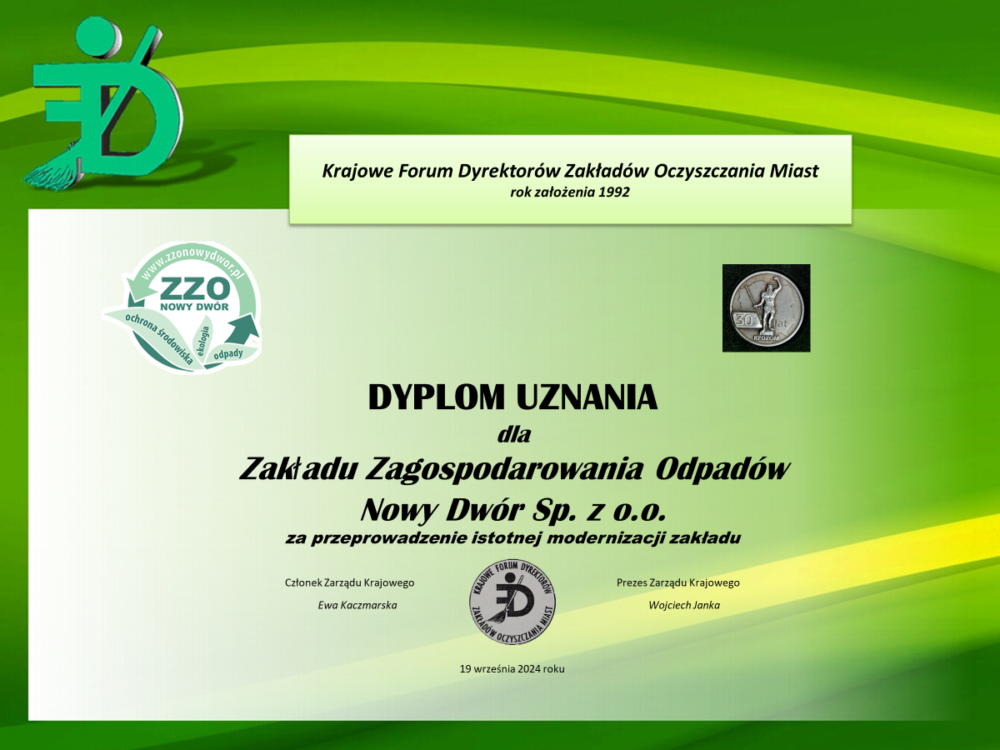 Krajowe Forum Dyrektorów Zakładów Oczyszczania Miast
rok założenia 1992
www.zzonowydwor.pl
ZZO
NOWY DWÓR
ochrona środowiska
ekologia
odpady
30 lat
KFDZOM
DYPLOM UZNANIA
dla
Zakładu Zagospodarowania Odpadów
Nowy Dwór Sp. z o.o.
za przeprowadzenie istotnej modernizacji zakładu
Członek Zarządu Krajowego
Ewa Kaczmarska
KRAJOWE FORUM DYREKTORÓW
ZAKŁADÓW OCZYSZCZANIA MIAST
Prezes Zarządu Krajowego
Wojciech Janka
19 września 2024 roku